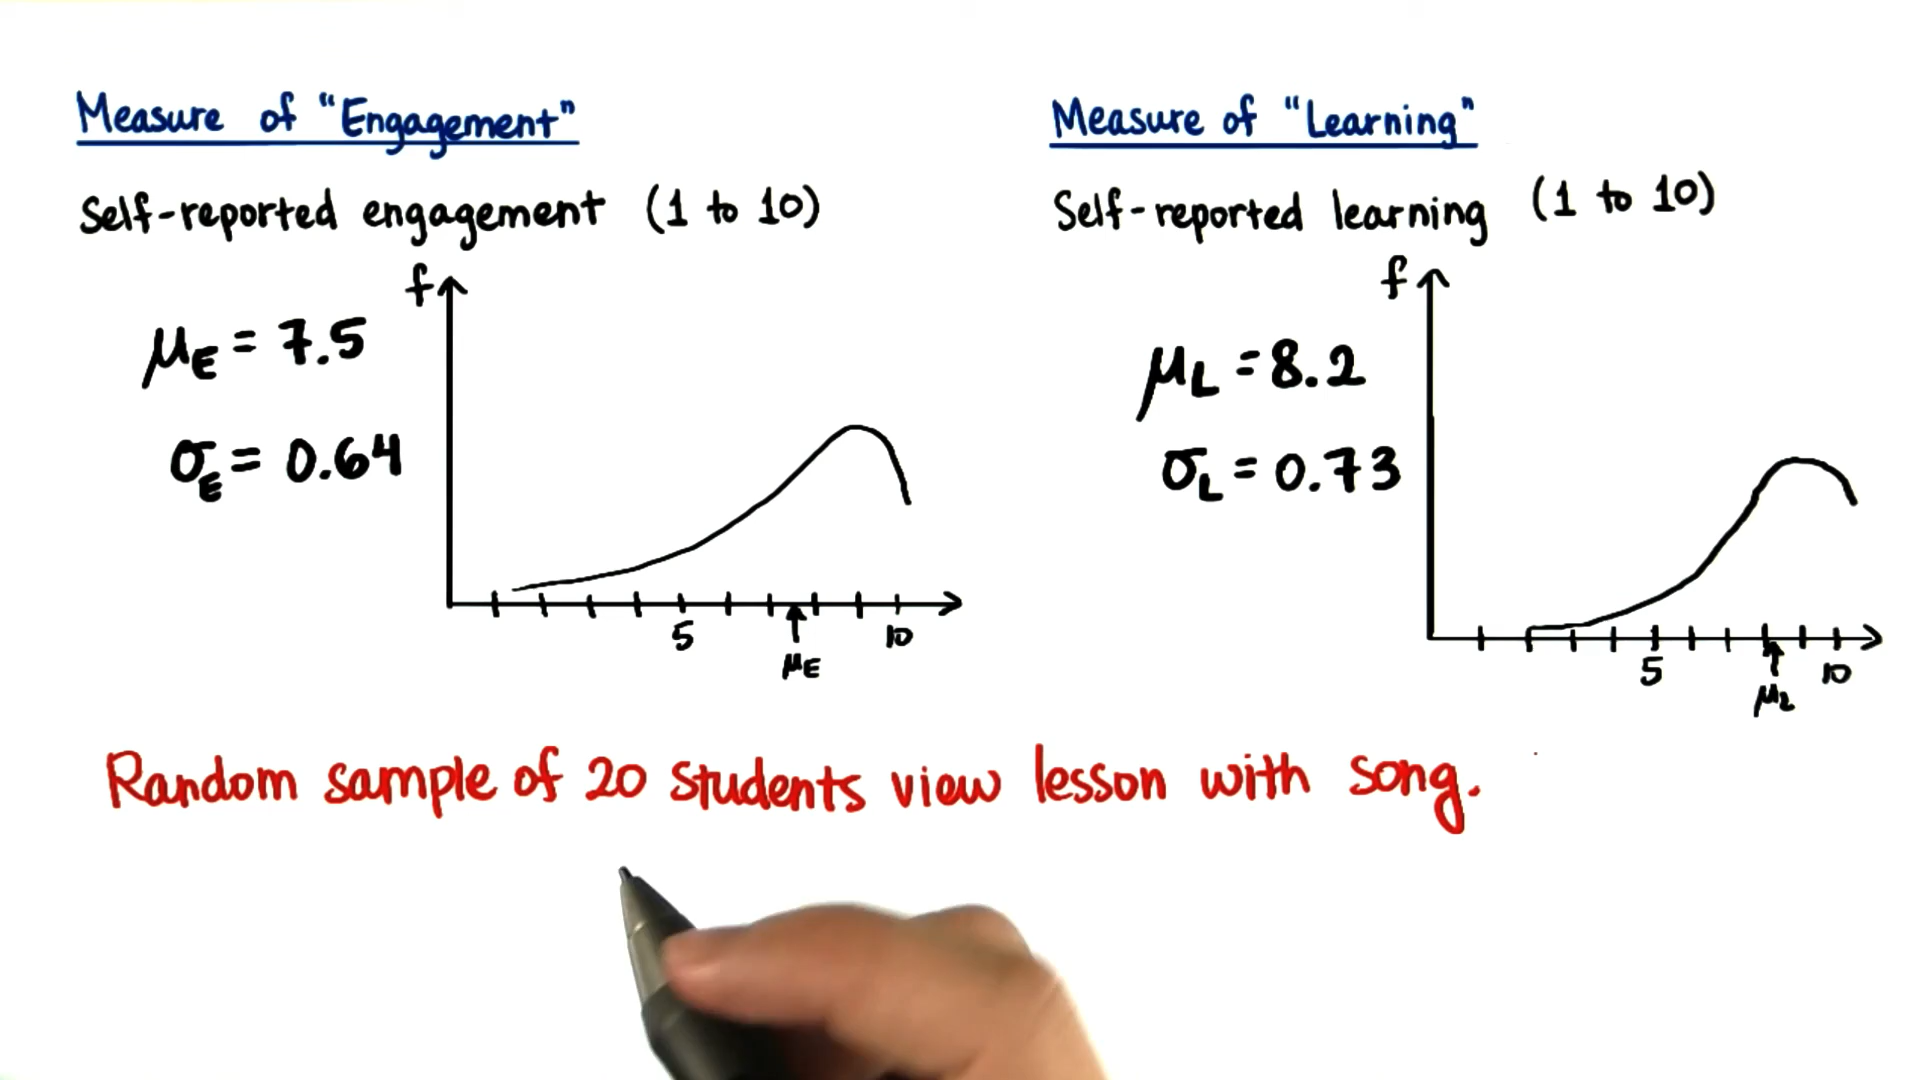 Measure of "Engagement"
Self-reported engagement (1 to 10)
f
μE = 7.5
σE = 0.64
5
10
μE
Measure of "Learning"
Self-reported learning (1 to 10)
f
μL = 8.2
σL = 0.73
5
10
μL
Random sample of 20 students view lesson with song.